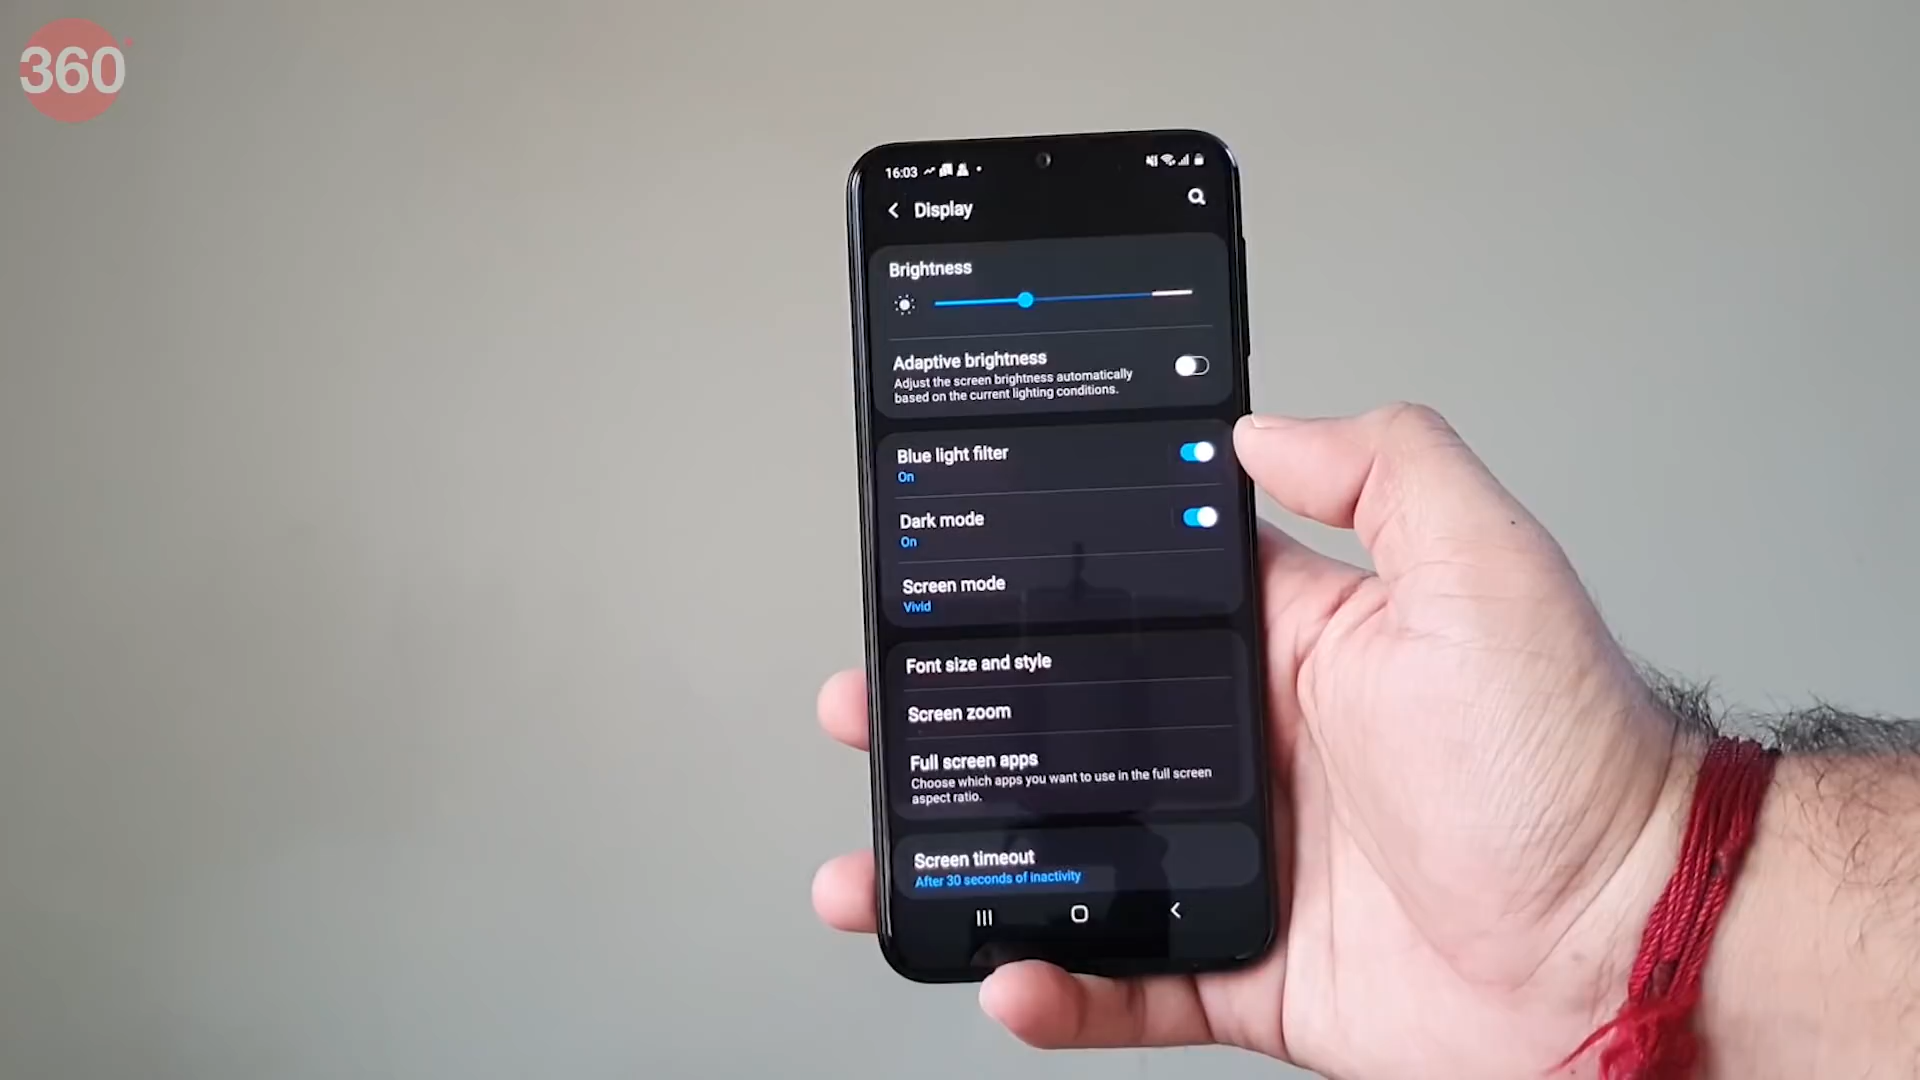 360
16:03
Display
Brightness
Adaptive brightness
Adjust the screen brightness automatically
based on the current lighting conditions.
Blue light filter
On
Dark mode
On
Screen mode
Vivid
Font size and style
Screen zoom
Full screen apps
Choose which apps you want to use in the full screen
aspect ratio.
Screen timeout
After 30 seconds of inactivity